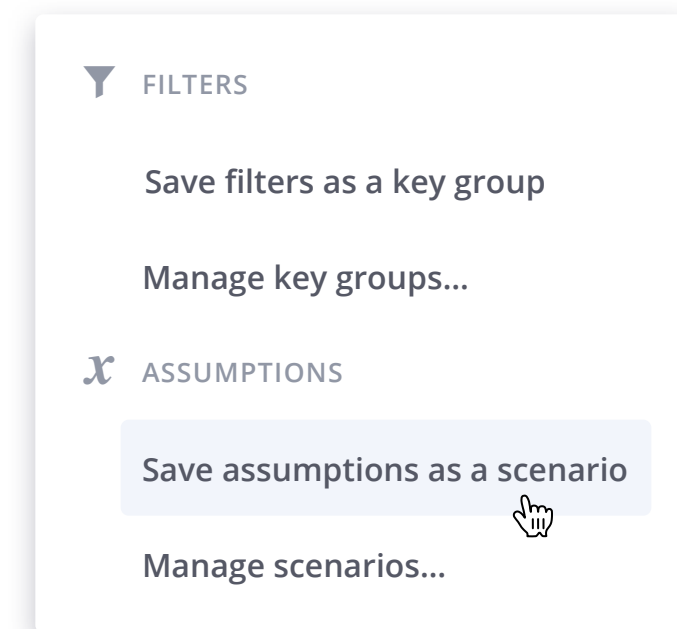 FILTERS
Save filters as a key group
Manage key groups...
x ASSUMPTIONS
Save assumptions as a scenario
Manage scenarios...